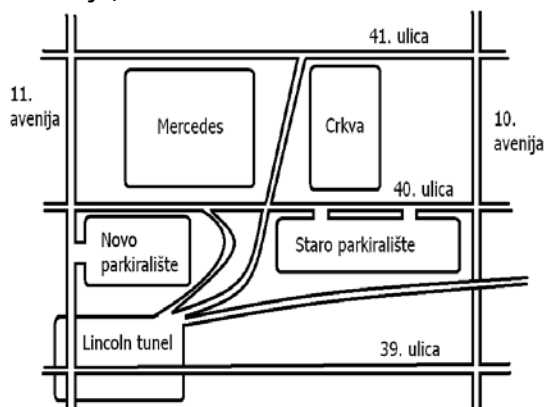 41. ulica
11.
avenija
Mercedes
Crkva
10.
avenija
40. ulica
Novo
parkiralište
Staro parkiralište
Lincoln tunel
39. ulica